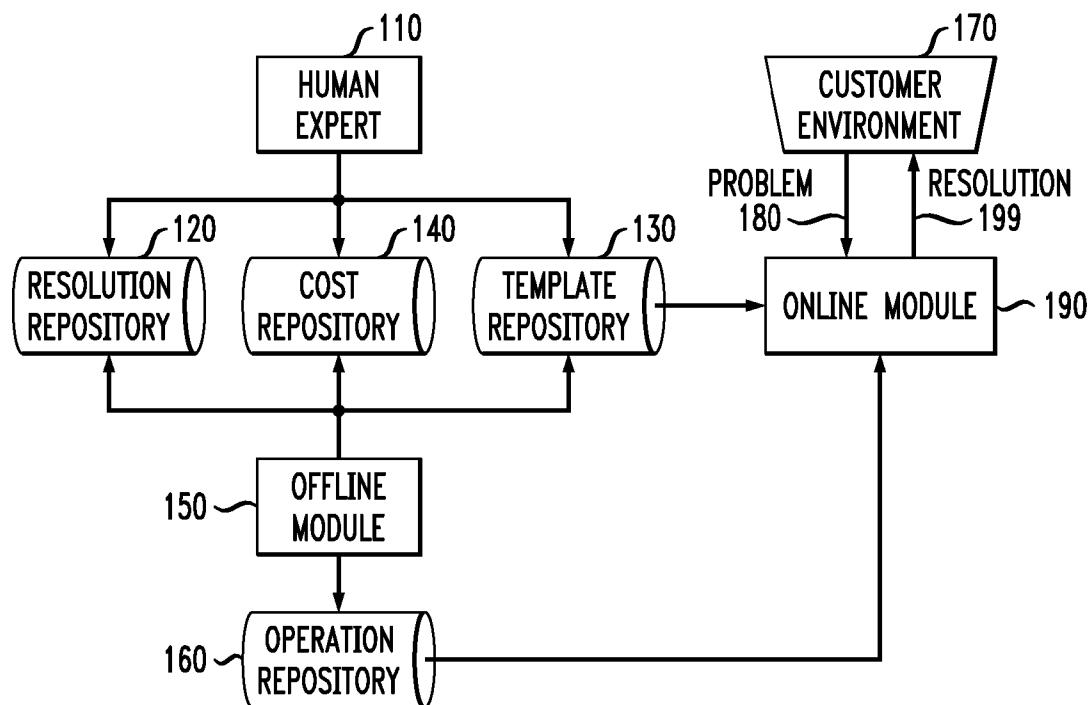 110
HUMAN
EXPERT
170
CUSTOMER
ENVIRONMENT
PROBLEM
180
RESOLUTION
199
120
RESOLUTION
REPOSITORY
140
COST
REPOSITORY
130
TEMPLATE
REPOSITORY
ONLINE MODULE
190
150
OFFLINE
MODULE
160
OPERATION
REPOSITORY